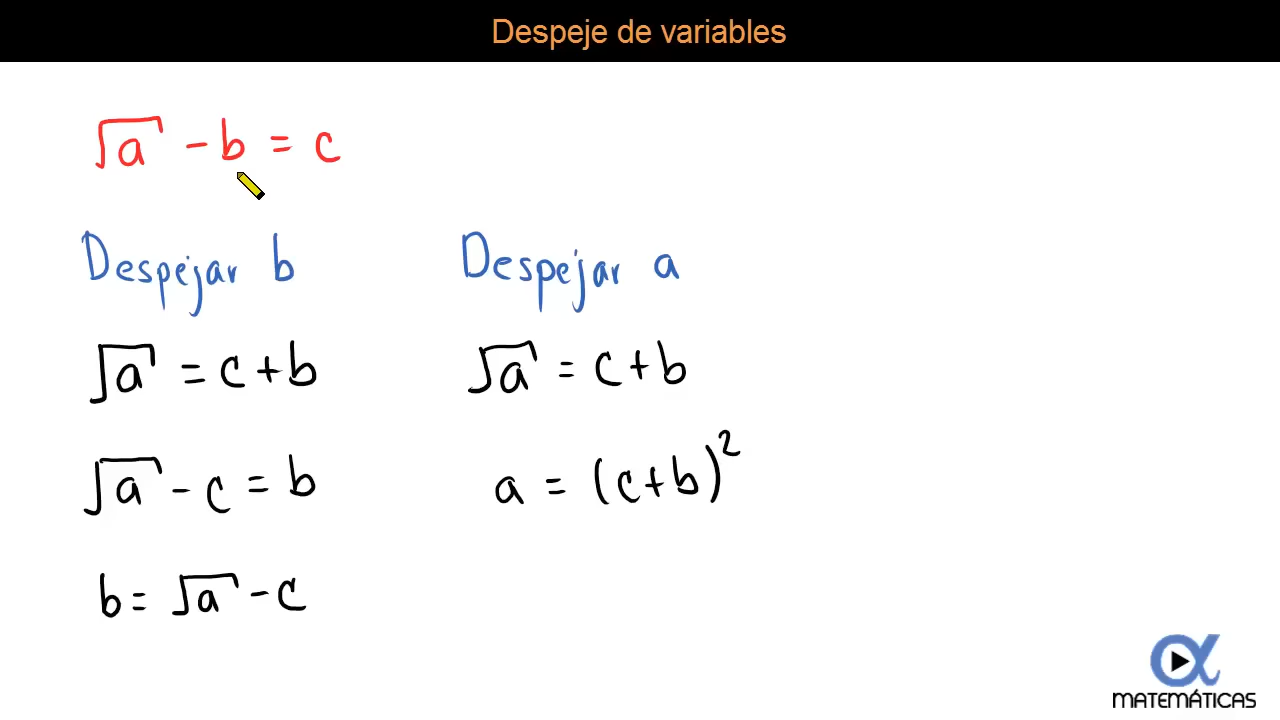 Despeje de variables
√a - b = c
Despejar b
√a = c + b
√a - c = b
b = √a - c
Despejar a
√a = c + b
a = (c + b)²
MATEMÁTICAS